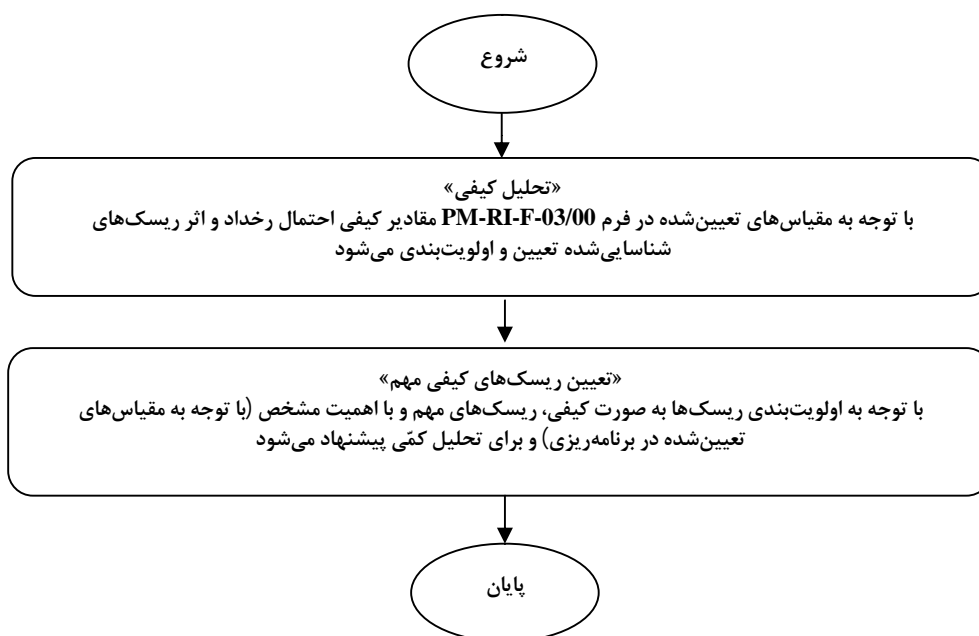 شروع
«تحلیل کیفی»
با توجه به مقیاس‌های تعیین‌شده در فرم PM-RI-F-03/00 مقادیر کیفی احتمال رخداد و اثر ریسک‌های
شناسایی‌شده تعیین و اولویت‌بندی می‌شود
«تعیین ریسک‌های کیفی مهم»
با توجه به اولویت‌بندی ریسک‌ها به صورت کیفی، ریسک‌های مهم و با اهمیت مشخص (با توجه به مقیاس‌های
تعیین‌شده در برنامه‌ریزی) و برای تحلیل کمّی پیشنهاد می‌شود
پایان